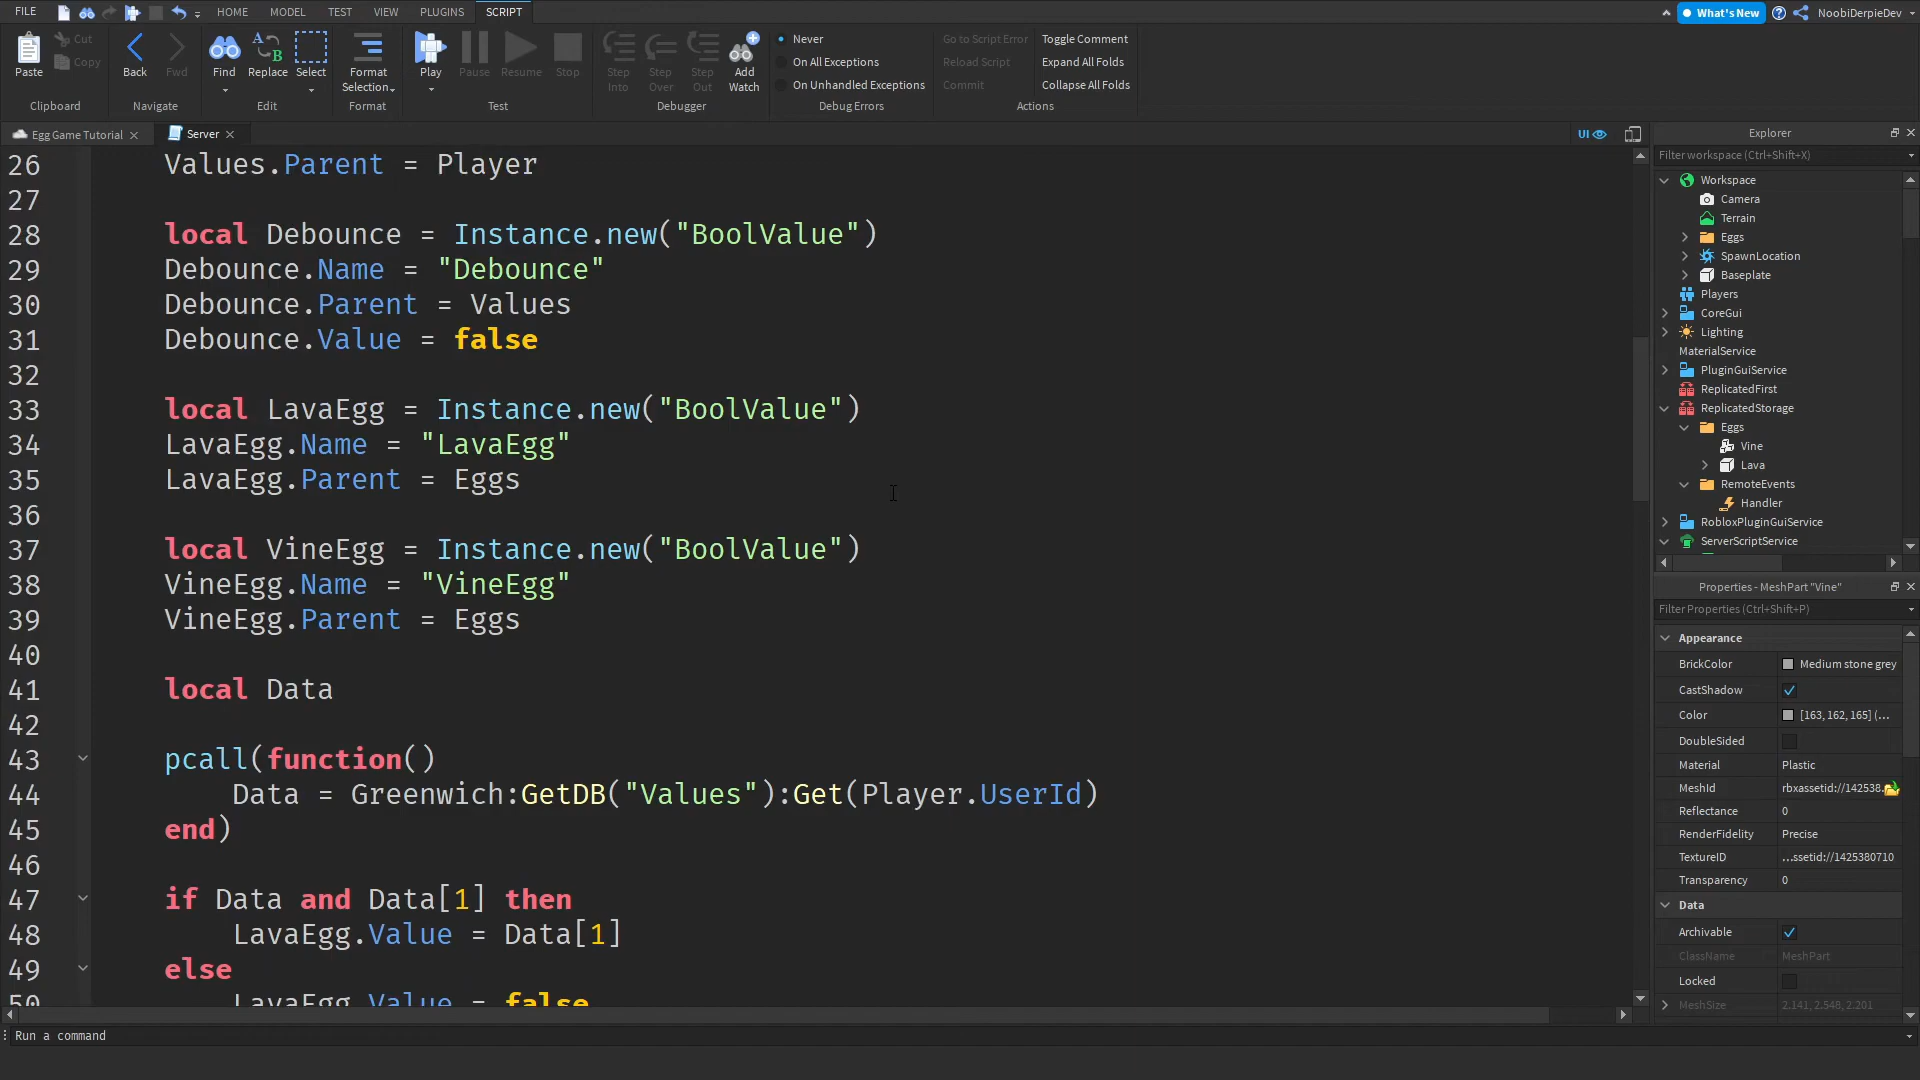 FILE HOME MODEL TEST VIEW PLUGINS SCRIPT What's New NoobiDerpieDev
Paste Cut Copy Back Fwd Find Replace Select Format Selection Play Pause Resume Stop Step Into Step Over Step Out Add Watch
Never Go to Script Error Toggle Comment
On All Exceptions Reload Script Expand All Folds
On Unhandled Exceptions Commit Collapse All Folds
Clipboard Navigate Edit Format Test Debugger Debug Errors Actions
Egg Game Tutorial Server UI
26 Values.Parent = Player
27
28 local Debounce = Instance.new("BoolValue")
29 Debounce.Name = "Debounce"
30 Debounce.Parent = Values
31 Debounce.Value = false
32
33 local LavaEgg = Instance.new("BoolValue")
34 LavaEgg.Name = "LavaEgg"
35 LavaEgg.Parent = Eggs
36
37 local VineEgg = Instance.new("BoolValue")
38 VineEgg.Name = "VineEgg"
39 VineEgg.Parent = Eggs
40
41 local Data
42
43 pcall(function()
44 Data = Greenwich:GetDB("Values"):Get(Player.UserId)
45 end)
46
47 if Data and Data[1] then
48 LavaEgg.Value = Data[1]
49 else
50 LavaEgg.Value = false
Run a command
Explorer
Filter workspace (Ctrl+Shift+X)
Workspace
Camera
Terrain
Eggs
SpawnLocation
Baseplate
Players
CoreGui
Lighting
MaterialService
PluginGuiService
ReplicatedFirst
ReplicatedStorage
Eggs
Vine
Lava
RemoteEvents
Handler
RobloxPluginGuiService
ServerScriptService
Properties - MeshPart "Vine"
Filter Properties (Ctrl+Shift+P)
Appearance
BrickColor Medium stone grey
CastShadow
Color [163, 162, 165] (...
DoubleSided
Material Plastic
MeshId rbxassetid://142538.
Reflectance 0
RenderFidelity Precise
TextureID ...ssetid://1425380710
Transparency 0
Data
Archivable
ClassName MeshPart
Locked
MeshSize 2.141, 2.548, 2.201